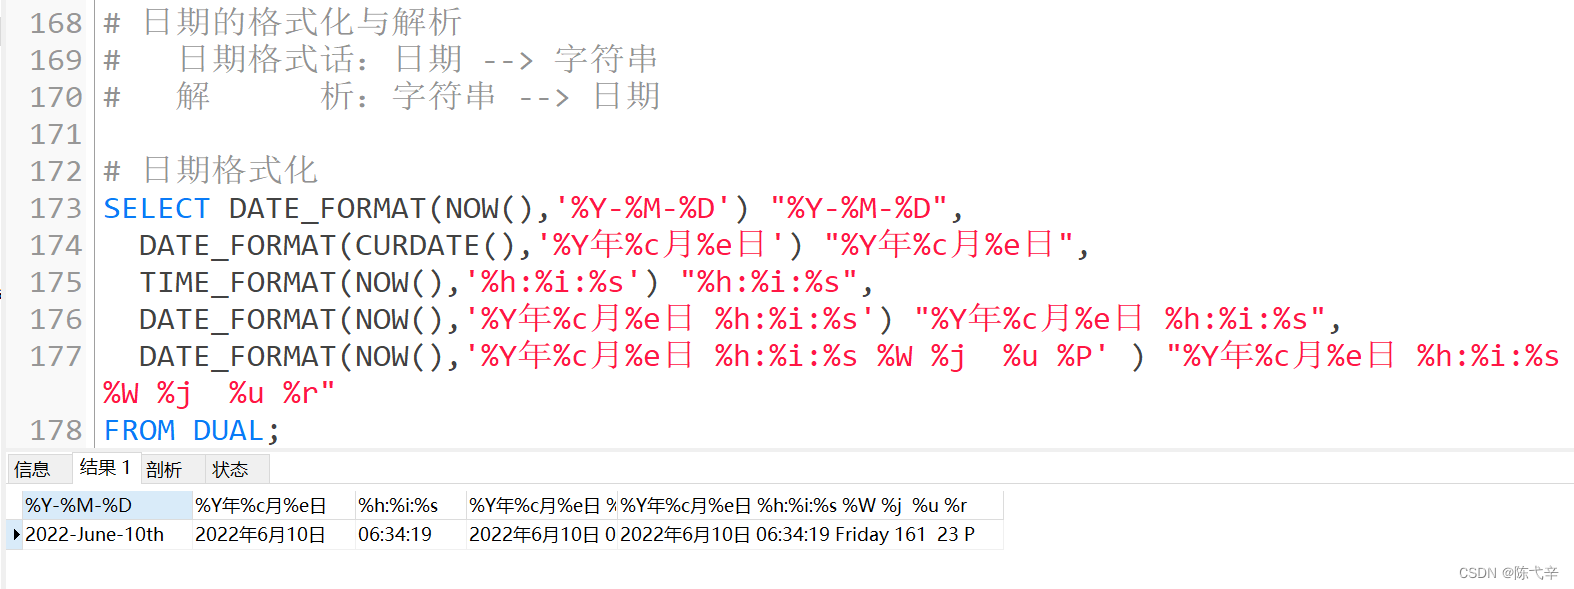 168 # 日期的格式化与解析
169 #   日期格式话：日期 --> 字符串
170 #   解      析：字符串 --> 日期
171
172 # 日期格式化
173 SELECT DATE_FORMAT(NOW(),'%Y-%M-%D') "%Y-%M-%D",
174   DATE_FORMAT(CURDATE(),'%Y年%c月%e日') "%Y年%c月%e日",
175   TIME_FORMAT(NOW(),'%h:%i:%s') "%h:%i:%s",
176   DATE_FORMAT(NOW(),'%Y年%c月%e日 %h:%i:%s') "%Y年%c月%e日 %h:%i:%s",
177   DATE_FORMAT(NOW(),'%Y年%c月%e日 %h:%i:%s %W %j  %u %P' ) "%Y年%c月%e日 %h:%i:%s
%W %j  %u %r"
178 FROM DUAL;
信息 结果 1 剖析 状态
%Y-%M-%D %Y年%c月%e日 %h:%i:%s %Y年%c月%e日 % %Y年%c月%e日 %h:%i:%s %W %j  %u %r
2022-June-10th 2022年6月10日 06:34:19 2022年6月10日 0 2022年6月10日 06:34:19 Friday 161  23 P
CSDN @陈弋辛